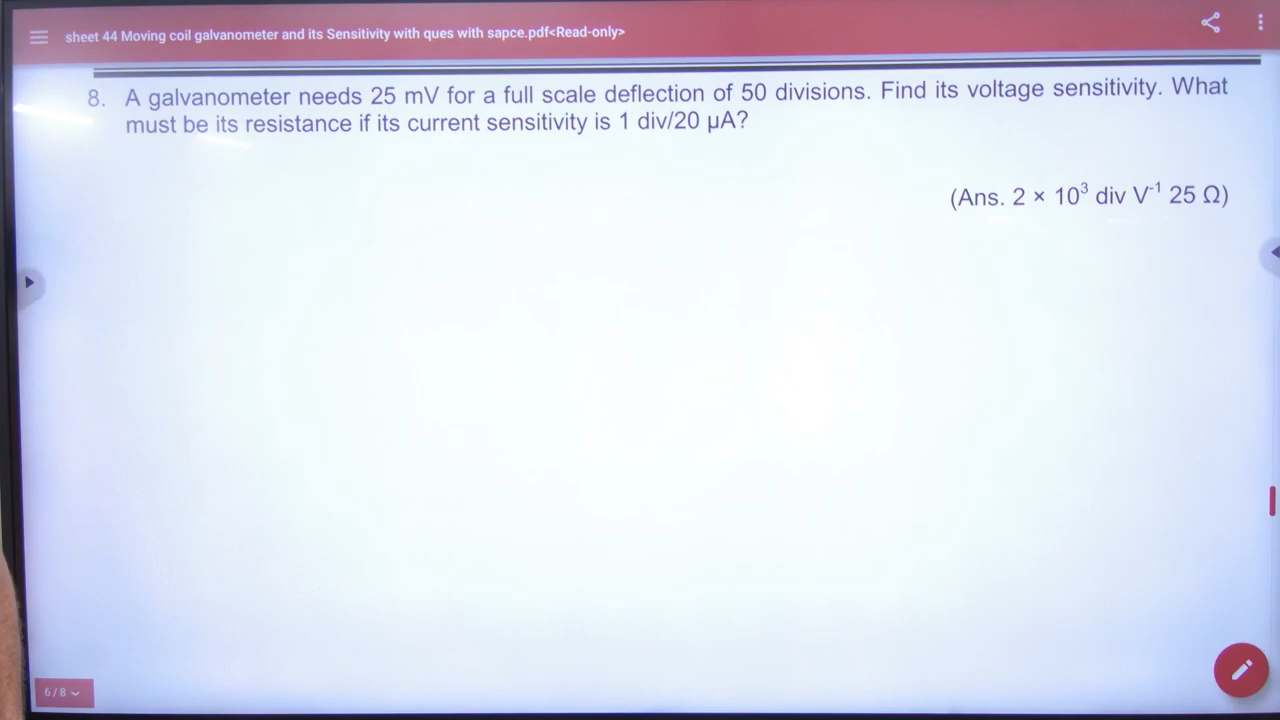 sheet 44 Moving coil galvanometer and its Sensitivity with ques with sapce.pdf<Read-only>
8. A galvanometer needs 25 mV for a full scale deflection of 50 divisions. Find its voltage sensitivity. What
must be its resistance if its current sensitivity is 1 div/20 μA?
(Ans. 2 × 10³ div V⁻¹ 25 Ω)
6/8